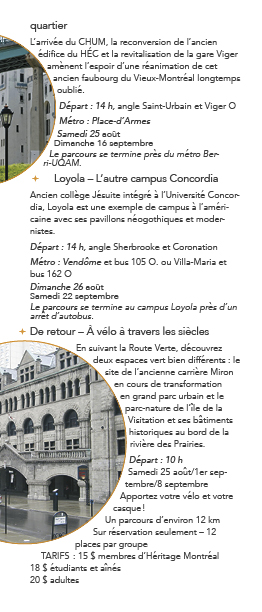 quartier
L'arrivée du CHUM, la reconversion de l'ancien
édifice du HÉC et la revitalisation de la gare Viger
amènent l'espoir d'une réanimation de cet
ancien faubourg du Vieux-Montréal longtemps
oublié.
Départ : 14 h, angle Saint-Urbain et Viger O
Métro : Place-d'Armes
Samedi 25 août
Dimanche 16 septembre
Le parcours se termine près du métro Ber-
ri-UQAM.
Loyola – L'autre campus Concordia
Ancien collège Jésuite intégré à l'Université Concor-
dia, Loyola est une exemple de campus à l'améri-
caine avec ses pavillons néogothiques et moder-
nistes.
Départ : 14 h, angle Sherbrooke et Coronation
Métro : Vendôme et bus 105 O. ou Villa-Maria et
bus 162 O
Dimanche 26 août
Samedi 22 septembre
Le parcours se termine au campus Loyola près d'un
arrêt d'autobus.
De retour – À vélo à travers les siècles
En suivant la Route Verte, découvrez
deux espaces vert bien différents : le
site de l'ancienne carrière Miron
en cours de transformation
en grand parc urbain et le
parc-nature de l'île de la
Visitation et ses bâtiments
historiques au bord de la
rivière des Prairies.
Départ : 10 h
Samedi 25 août/1er sep-
tembre/8 septembre
Apportez votre vélo et votre
casque!
Un parcours d'environ 12 km
Sur réservation seulement – 12
places par groupe
TARIFS : 15 $ membres d'Héritage Montréal
18 $ étudiants et aînés
20 $ adultes